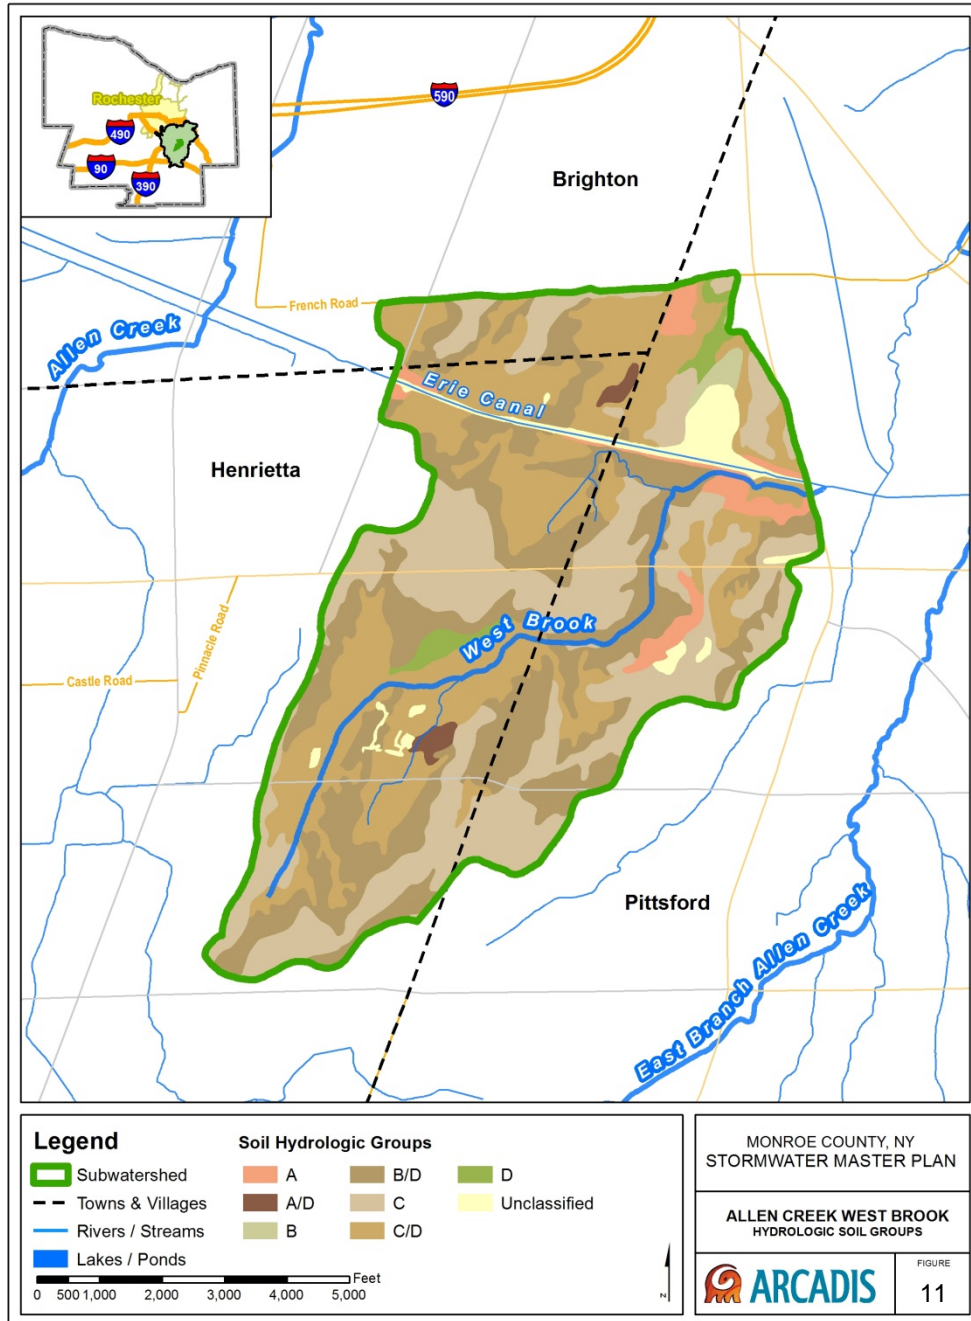 Rochester
490
90
390
590
Brighton
French Road
Allen Creek
Erie Canal
Henrietta
Pinnacle Road
West Brook
Castle Road
Pittsford
East Branch Allen Creek
Legend
Subwatershed
Towns & Villages
Rivers / Streams
Lakes / Ponds
Soil Hydrologic Groups
A
A/D
B
B/D
C
C/D
D
Unclassified
Feet
0 500 1,000 2,000 3,000 4,000 5,000
N
MONROE COUNTY, NY
STORMWATER MASTER PLAN
ALLEN CREEK WEST BROOK
HYDROLOGIC SOIL GROUPS
ARCADIS
FIGURE
11